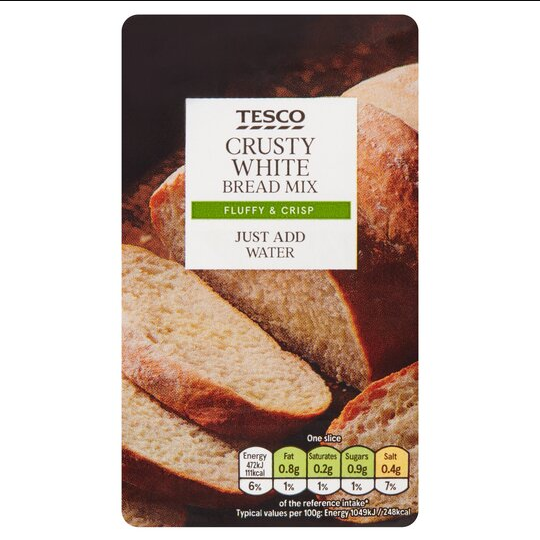 TESCO
CRUSTY
WHITE
BREAD MIX
FLUFFY & CRISP
JUST ADD
WATER
One slice
Energy Fat Saturates Sugars Salt
472kJ
111kcal 0.8g 0.2g 0.9g 0.4g
6% 1% 1% 1% 7%
of the reference intake*
Typical values per 100g: Energy 1049kJ / 248kcal